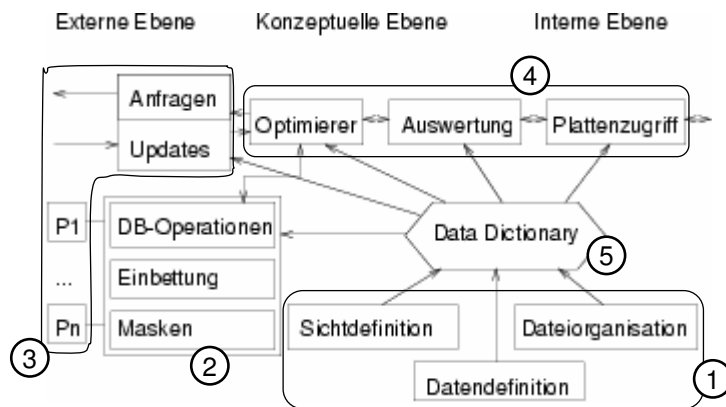 Externe Ebene Konzeptuelle Ebene Interne Ebene
4
Anfragen
Optimierer Auswertung Plattenzugriff
Updates
P1 DB-Operationen Data Dictionary
5
... Einbettung
Pn Masken Sichtdefinition Dateiorganisation
3 2 1
Datendefinition